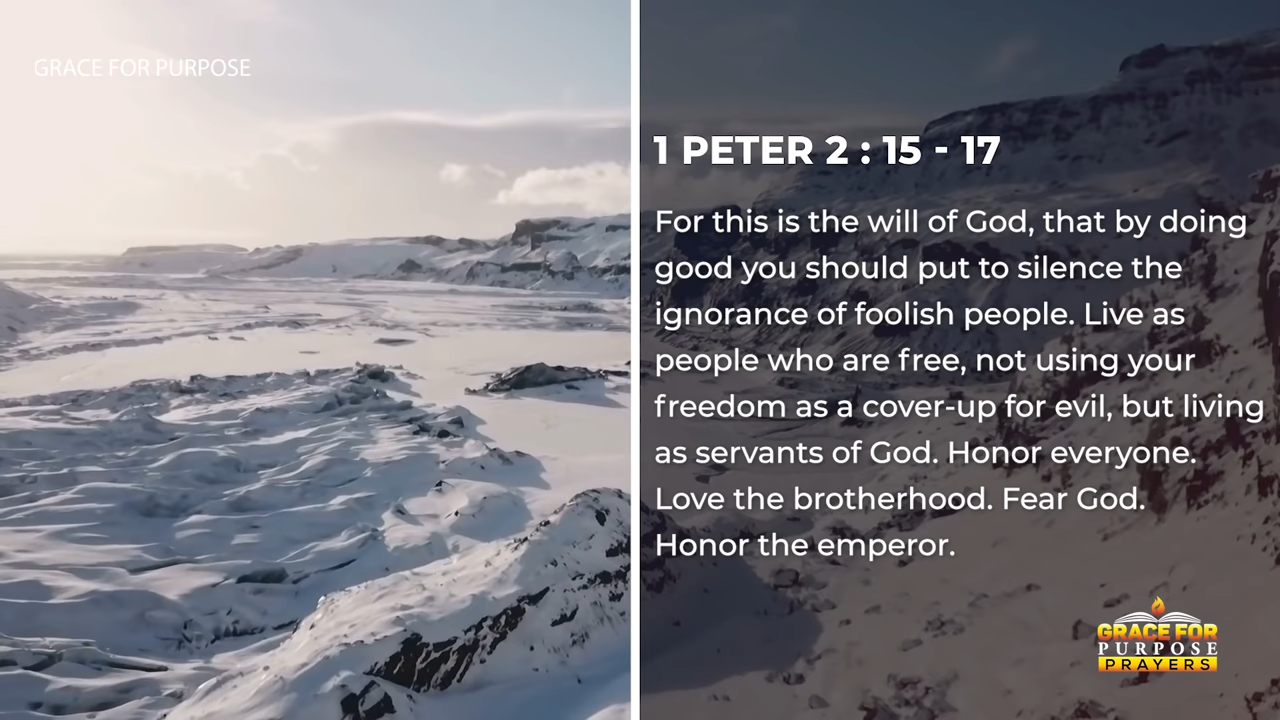 GRACE FOR PURPOSE
1 PETER 2 : 15 - 17
For this is the will of God, that by doing
good you should put to silence the
ignorance of foolish people. Live as
people who are free, not using your
freedom as a cover-up for evil, but living
as servants of God. Honor everyone.
Love the brotherhood. Fear God.
Honor the emperor.
GRACE FOR
PURPOSE
PRAYERS